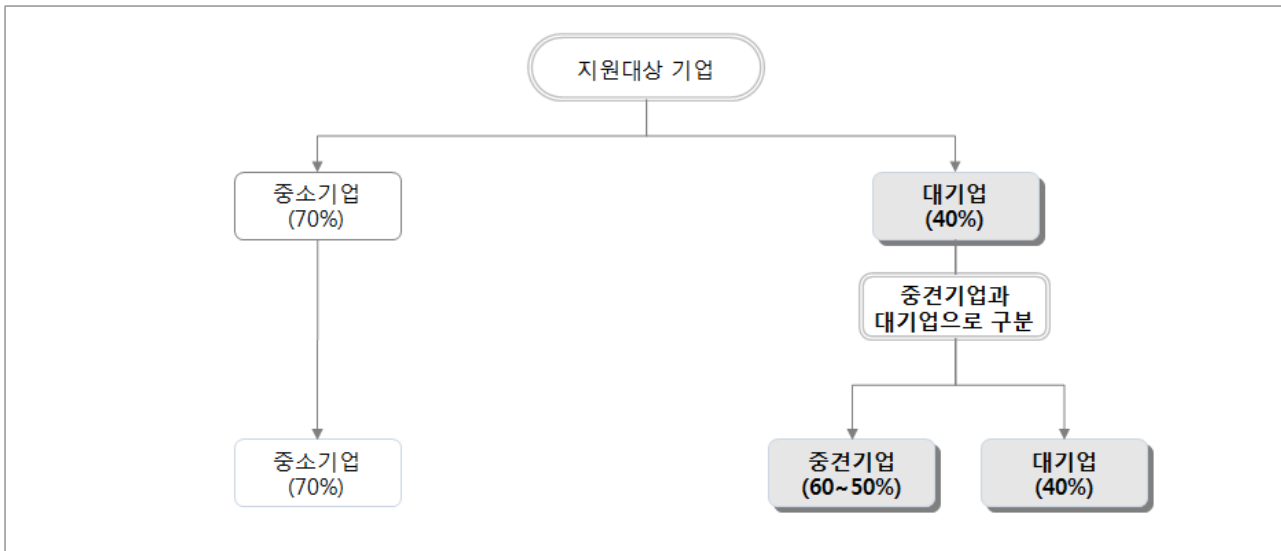 지원대상 기업
중소기업
(70%)
대기업
(40%)
중견기업과
대기업으로 구분
중소기업
(70%)
중견기업
(60~50%)
대기업
(40%)